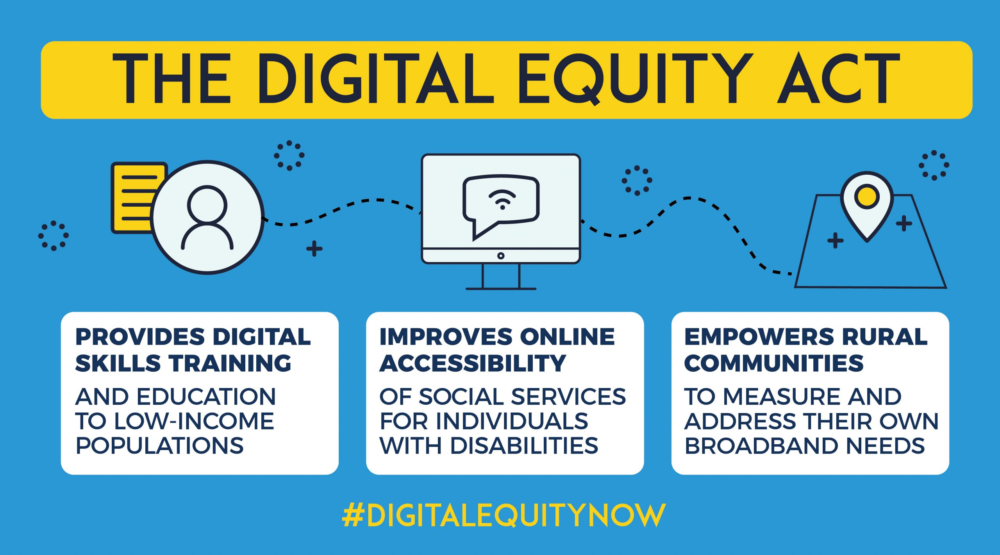 THE DIGITAL EQUITY ACT
PROVIDES DIGITAL
SKILLS TRAINING
AND EDUCATION
TO LOW-INCOME
POPULATIONS
IMPROVES ONLINE
ACCESSIBILITY
OF SOCIAL SERVICES
FOR INDIVIDUALS
WITH DISABILITIES
EMPOWERS RURAL
COMMUNITIES
TO MEASURE AND
ADDRESS THEIR OWN
BROADBAND NEEDS
#DIGITALEQUITYNOW